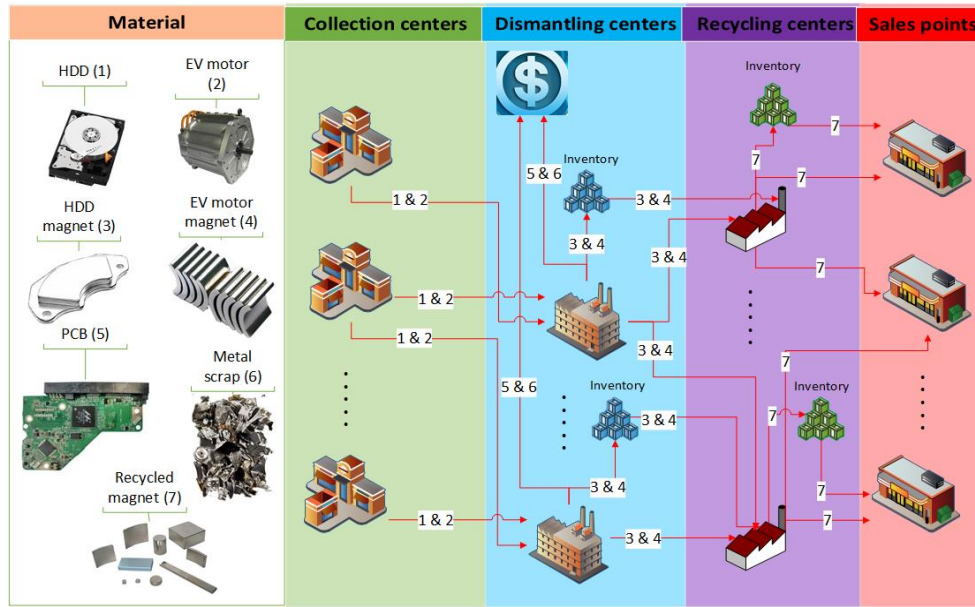 Material
Collection centers
Dismantling centers
Recycling centers
Sales points
HDD (1)
EV motor
(2)
HDD
magnet (3)
EV motor
magnet (4)
PCB (5)
Metal
scrap (6)
Recycled
magnet (7)
1 & 2
1 & 2
1 & 2
1 & 2
$
5 & 6
5 & 6
Inventory
3 & 4
3 & 4
3 & 4
3 & 4
Inventory
3 & 4
3 & 4
3 & 4
Inventory
7
7
7
7
7
Inventory
7
7
7